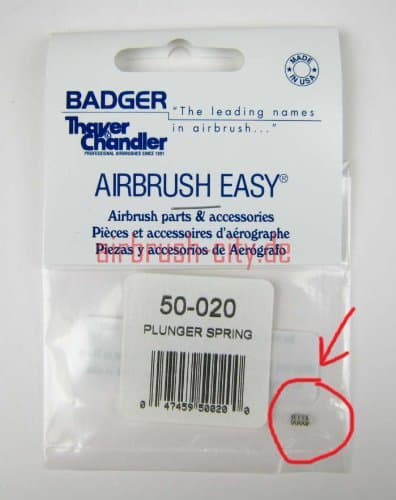 MADE
IN USA
BADGER
Thayer
& Chandler
PROFESSIONAL AIRBRUSHES SINCE 1891
"The leading names
in airbrush..."
AIRBRUSH EASY®
Airbrush parts & accessories
Pièces et accessoires d'aérographe
Piezas y accesorios de Aerógrafo
airbrush-city.de
50-020
PLUNGER SPRING
0 47459 50020 0